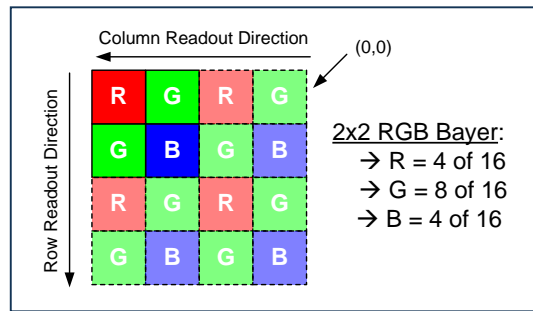 Column Readout Direction
(0,0)
Row Readout Direction
R G R G
G B G B
R G R G
G B G B
2x2 RGB Bayer:
→ R = 4 of 16
→ G = 8 of 16
→ B = 4 of 16